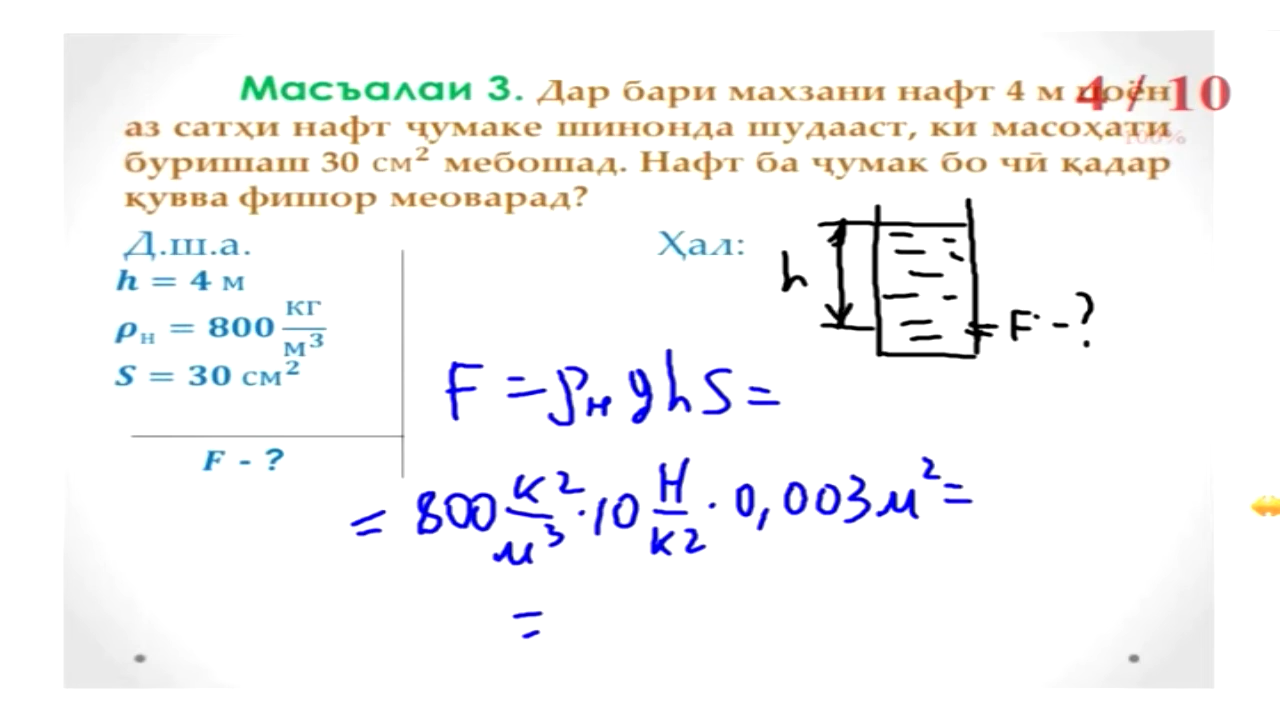 Масъалаи 3. Дар бари махзани нафт 4 м поён
4 / 10
аз сатҳи нафт ҷумаке шинонда шудааст, ки масоҳати
100%
буришаш 30 см² мебошад. Нафт ба ҷумак бо чӣ қадар
қувва фишор меоварад?
Д.ш.а.
Ҳал:
h = 4 м
ρн = 800 кг/м³
S = 30 см²
F - ?
h
F - ?
F = ρн g h S =
= 800 кг/м³ · 10 Н/кг · 0,003 м² =
=